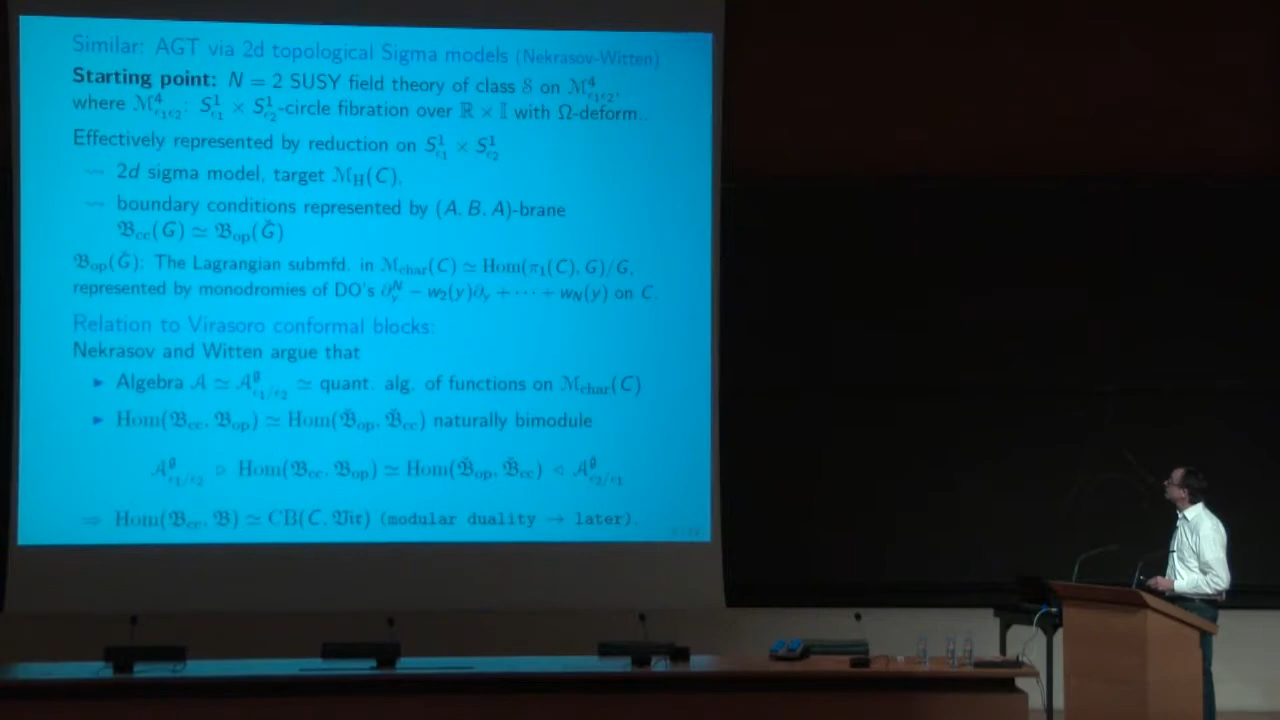 Similar: AGT via 2d topological Sigma models (Nekrasov-Witten)
Starting point: N = 2 SUSY field theory of class 𝒮 on ℳ⁴_{ϵ₁ϵ₂},
where ℳ⁴_{ϵ₁ϵ₂}: S¹_{ϵ₁} × S¹_{ϵ₂}-circle fibration over ℝ × 𝕀 with Ω-deform..
Effectively represented by reduction on S¹_{ϵ₁} × S¹_{ϵ₂}
⇝ 2d sigma model, target ℳ_H(C),
⇝ boundary conditions represented by (A, B, A)-brane
𝔅_cc(G) ≃ 𝔅_op(Ǧ)
𝔅_op(Ǧ): The Lagrangian submfd. in ℳ_char(C) ≃ Hom(π₁(C), G)/G,
represented by monodromies of DO's ∂_y^N − w₂(y)∂_y + ··· + w_N(y) on C.
Relation to Virasoro conformal blocks:
Nekrasov and Witten argue that
▸ Algebra 𝒜 ≃ 𝒜^𝔤_{ϵ₁/ϵ₂} ≃ quant. alg. of functions on ℳ_char(C)
▸ Hom(𝔅_cc, 𝔅_op) ≃ Hom(𝔅̌_op, 𝔅̌_cc) naturally bimodule
𝒜^𝔤_{ϵ₁/ϵ₂} ▹ Hom(𝔅_cc, 𝔅_op) ≃ Hom(𝔅̌_op, 𝔅̌_cc) ◃ 𝒜^𝔤_{ϵ₂/ϵ₁}
⇒ Hom(𝔅_cc, 𝔅) ≃ CB(C, 𝔙ir) (modular duality → later).